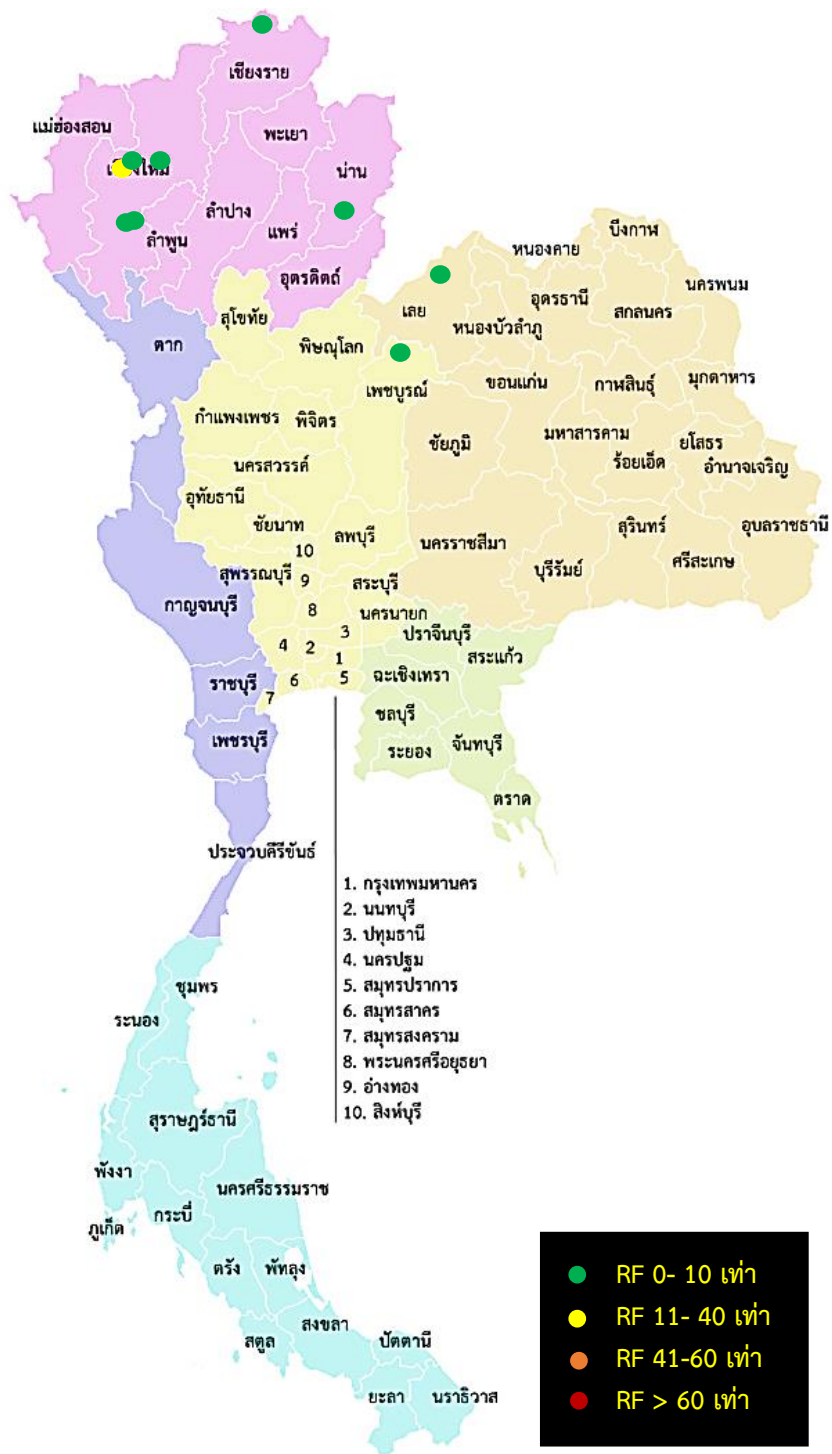 เชียงราย
แม่ฮ่องสอน
พะเยา
เชียงใหม่
น่าน
ลำปาง
แพร่
ลำพูน
อุตรดิตถ์
บึงกาฬ
หนองคาย
นครพนม
เลย
อุดรธานี
สกลนคร
หนองบัวลำภู
สุโขทัย
ตาก
พิษณุโลก
เพชบูรณ์
ขอนแก่น
กาฬสินธุ์
มุกดาหาร
กำแพงเพชร
พิจิตร
ชัยภูมิ
มหาสารคาม
ยโสธร
ร้อยเอ็ด
อำนาจเจริญ
นครสวรรค์
อุทัยธานี
ชัยนาท
ลพบุรี
นครราชสีมา
สุรินทร์
อุบลราชธานี
10
สุพรรณบุรี
9
สระบุรี
บุรีรัมย์
ศรีสะเกษ
กาญจนบุรี
8
นครนายก
3
ปราจีนบุรี
4
2
1
สระแก้ว
ราชบุรี
6
5
ฉะเชิงเทรา
7
ชลบุรี
เพชรบุรี
ระยอง
จันทบุรี
ตราด
ประจวบคีรีขันธ์
1. กรุงเทพมหานคร
2. นนทบุรี
3. ปทุมธานี
4. นครปฐม
5. สมุทรปราการ
6. สมุทรสาคร
7. สมุทรสงคราม
8. พระนครศรีอยุธยา
9. อ่างทอง
10. สิงห์บุรี
ชุมพร
ระนอง
สุราษฎร์ธานี
พังงา
นครศรีธรรมราช
กระบี่
ภูเก็ต
ตรัง
พัทลุง
สงขลา
สตูล
ปัตตานี
ยะลา
นราธิวาส
RF 0- 10 เท่า
RF 11- 40 เท่า
RF 41-60 เท่า
RF > 60 เท่า